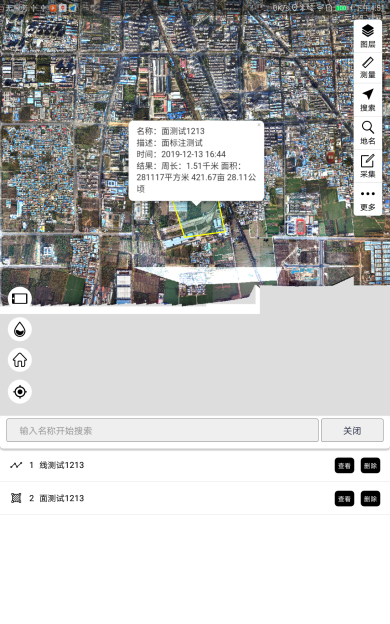 图层
测量
搜索
地名
采集
更多
名称：面测试1213
描述：面标注测试
时间：2019-12-13 16:44
结果：周长：1.51千米 面积：
281117平方米 421.67亩 28.11公
顷
输入名称开始搜索
关闭
1 线测试1213
查看
删除
2 面测试1213
查看
删除